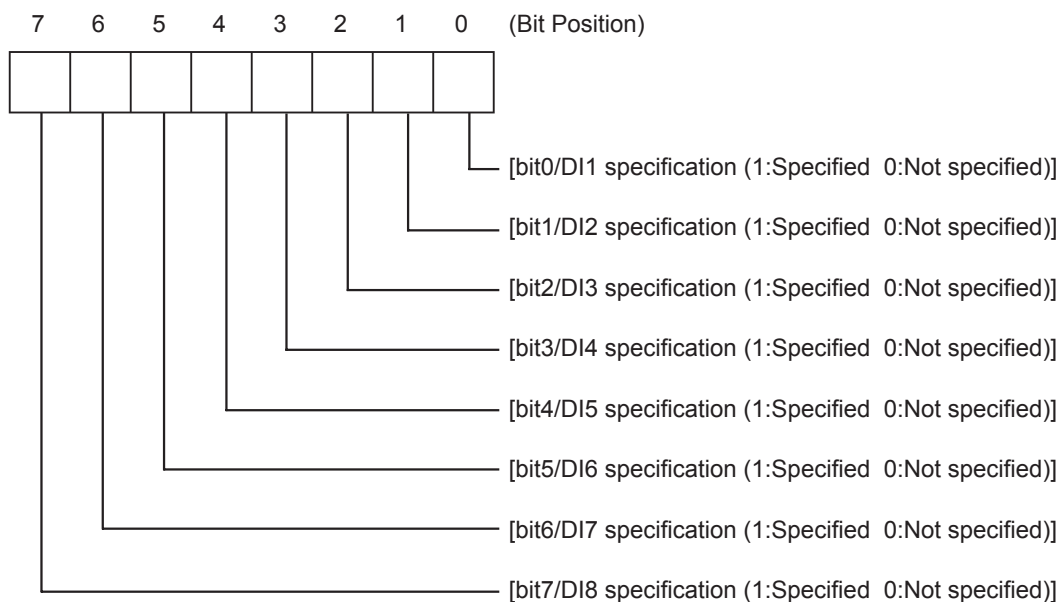 7 6 5 4 3 2 1 0 (Bit Position)
[bit0/DI1 specification (1:Specified  0:Not specified)]
[bit1/DI2 specification (1:Specified  0:Not specified)]
[bit2/DI3 specification (1:Specified  0:Not specified)]
[bit3/DI4 specification (1:Specified  0:Not specified)]
[bit4/DI5 specification (1:Specified  0:Not specified)]
[bit5/DI6 specification (1:Specified  0:Not specified)]
[bit6/DI7 specification (1:Specified  0:Not specified)]
[bit7/DI8 specification (1:Specified  0:Not specified)]